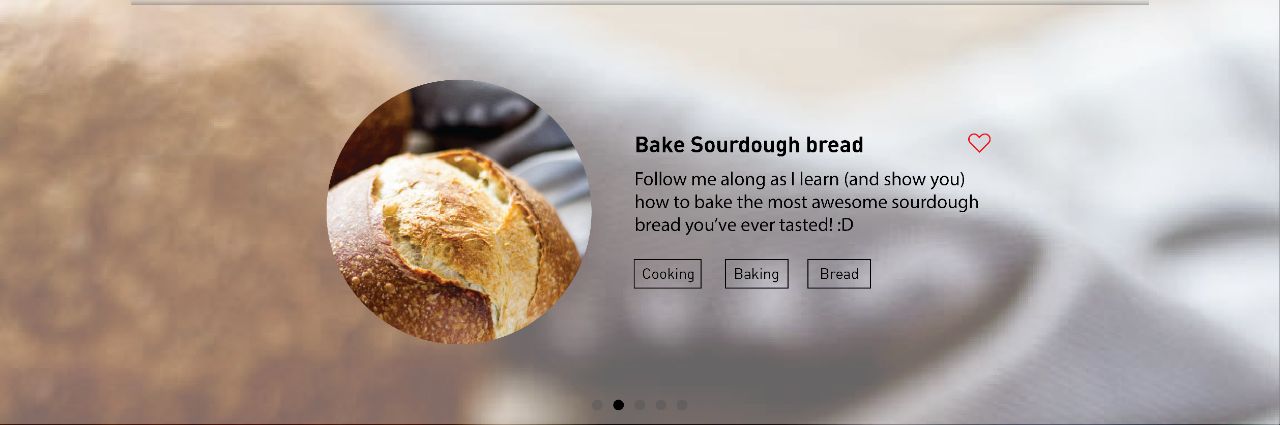 Bake Sourdough bread
Follow me along as I learn (and show you)
how to bake the most awesome sourdough
bread you've ever tasted! :D
Cooking
Baking
Bread